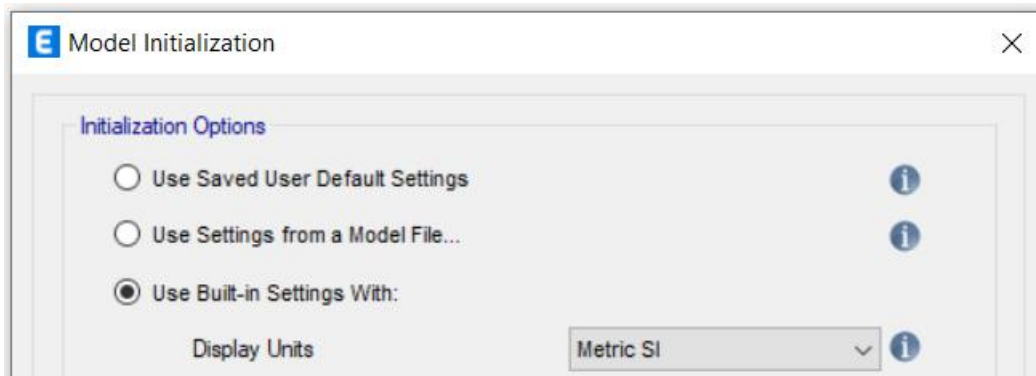 E Model Initialization
Initialization Options
Use Saved User Default Settings
Use Settings from a Model File...
Use Built-in Settings With:
Display Units Metric SI